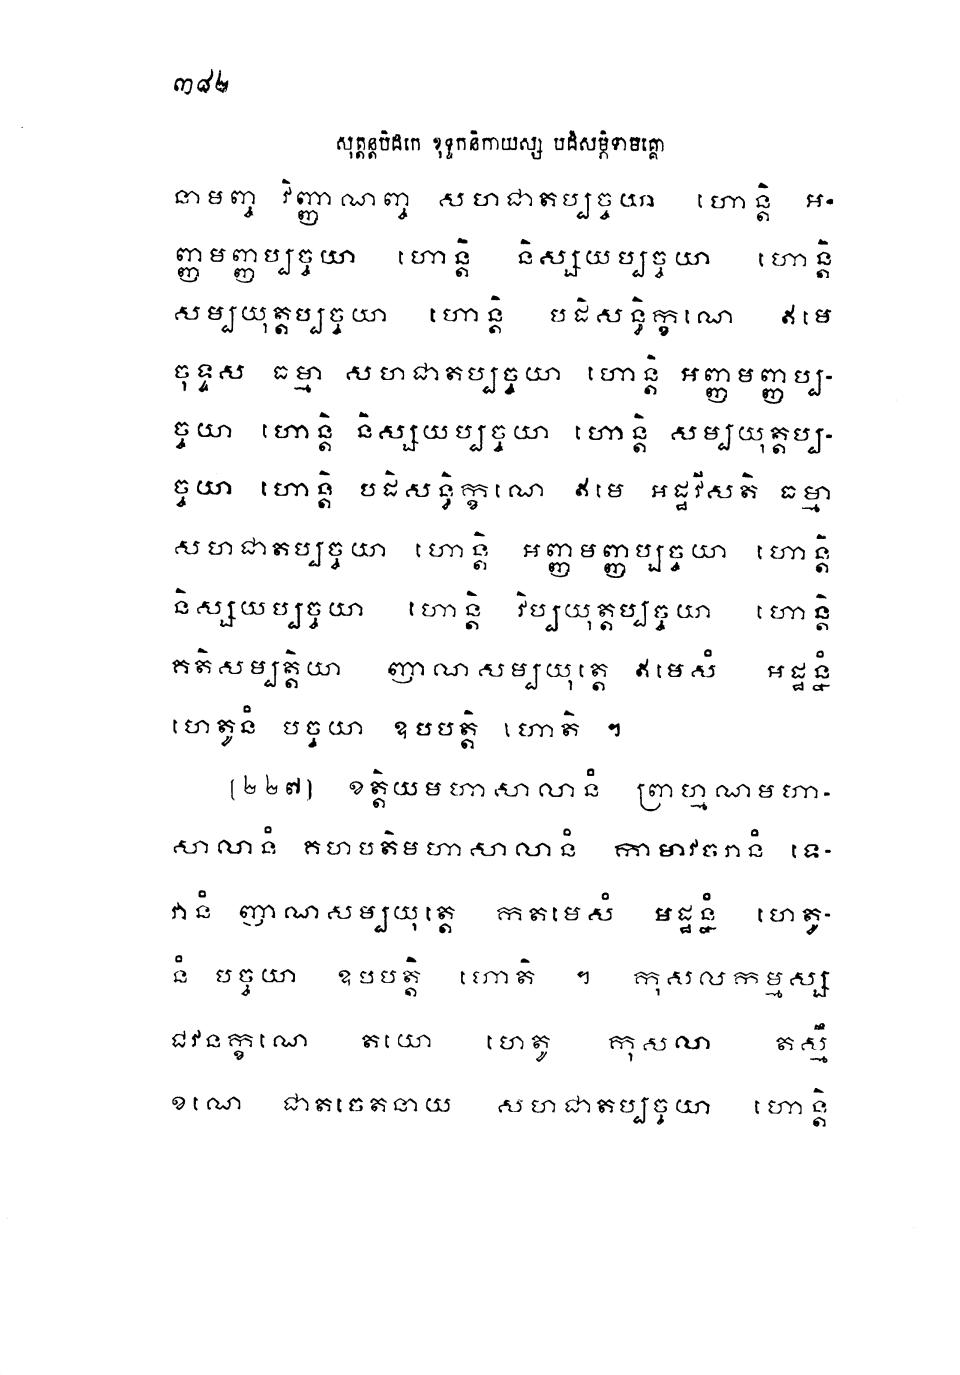 ៣៨២
សុត្តន្តបិដកេ ខុទ្ទកនិកាយស្ស បដិសម្ភិទាមគ្គោ
នាមញ្ច វិញ្ញាណញ្ច សហជាតប្បច្ចយា ហោន្តិ អ-
ញ្ញមញ្ញប្បច្ចយា ហោន្តិ និស្សយប្បច្ចយា ហោន្តិ
សម្បយុត្តប្បច្ចយា ហោន្តិ បដិសន្ធិក្ខណេ ឥមេ
ចុទ្ទស ធម្មា សហជាតប្បច្ចយា ហោន្តិ អញ្ញមញ្ញប្ប-
ច្ចយា ហោន្តិ និស្សយប្បច្ចយា ហោន្តិ សម្បយុត្តប្ប-
ច្ចយា ហោន្តិ បដិសន្ធិក្ខណេ ឥមេ អដ្ឋវីសតិ ធម្មា
សហជាតប្បច្ចយា ហោន្តិ អញ្ញមញ្ញប្បច្ចយា ហោន្តិ
និស្សយប្បច្ចយា ហោន្តិ វិប្បយុត្តប្បច្ចយា ហោន្តិ
គតិសម្បត្តិយា ញាណសម្បយុត្តេ ឥមេសំ អដ្ឋន្នំ
ហេតូនំ បច្ចយា ឧបបត្តិ ហោតិ ។
(២២៧) ខត្តិយមហាសាលានំ ព្រាហ្មណមហា-
សាលានំ គហបតិមហាសាលានំ កាមាវចរានំ ទេ-
វានំ ញាណសម្បយុត្តេ កតមេសំ អដ្ឋន្នំ ហេតូ-
នំ បច្ចយា ឧបបត្តិ ហោតិ ។ កុសលកម្មស្ស
ជវនក្ខណេ តយោ ហេតូ កុសលា តស្មឹ
ខណេ ជាតចេតនាយ សហជាតប្បច្ចយា ហោន្តិ